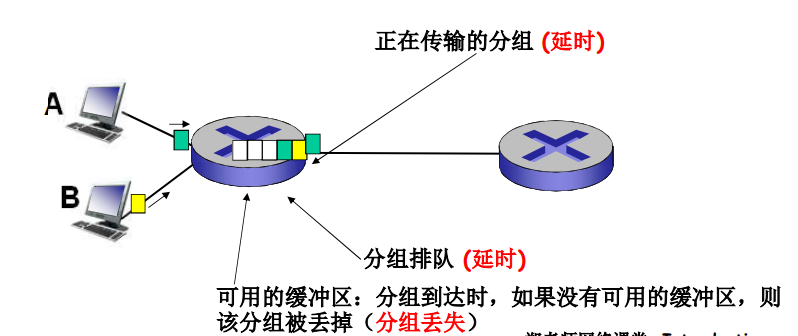 正在传输的分组 (延时)
A
B
分组排队 (延时)
可用的缓冲区：分组到达时，如果没有可用的缓冲区，则
该分组被丢掉（分组丢失）